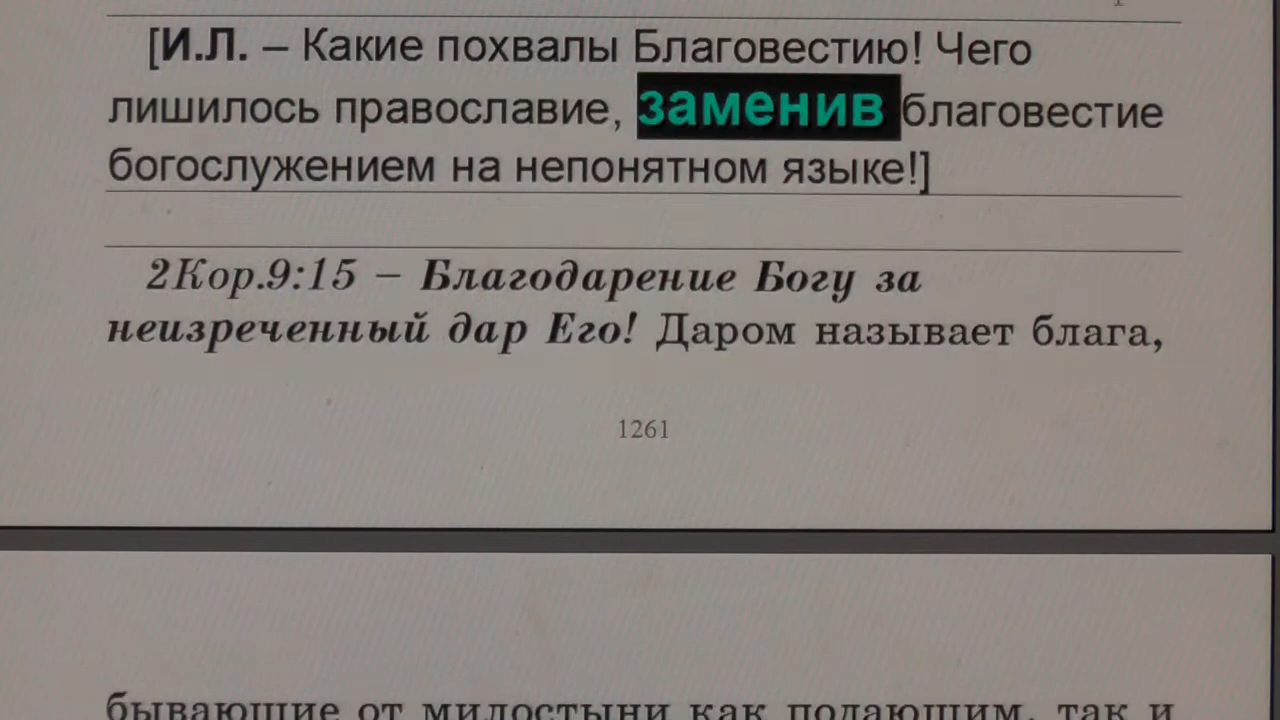 [И.Л. – Какие похвалы Благовестию! Чего
лишилось православие, заменив благовестие
богослужением на непонятном языке!]
2Кор.9:15 – Благодарение Богу за
неизреченный дар Его! Даром называет блага,
1261
бывающие от милостыни как подающим, так и